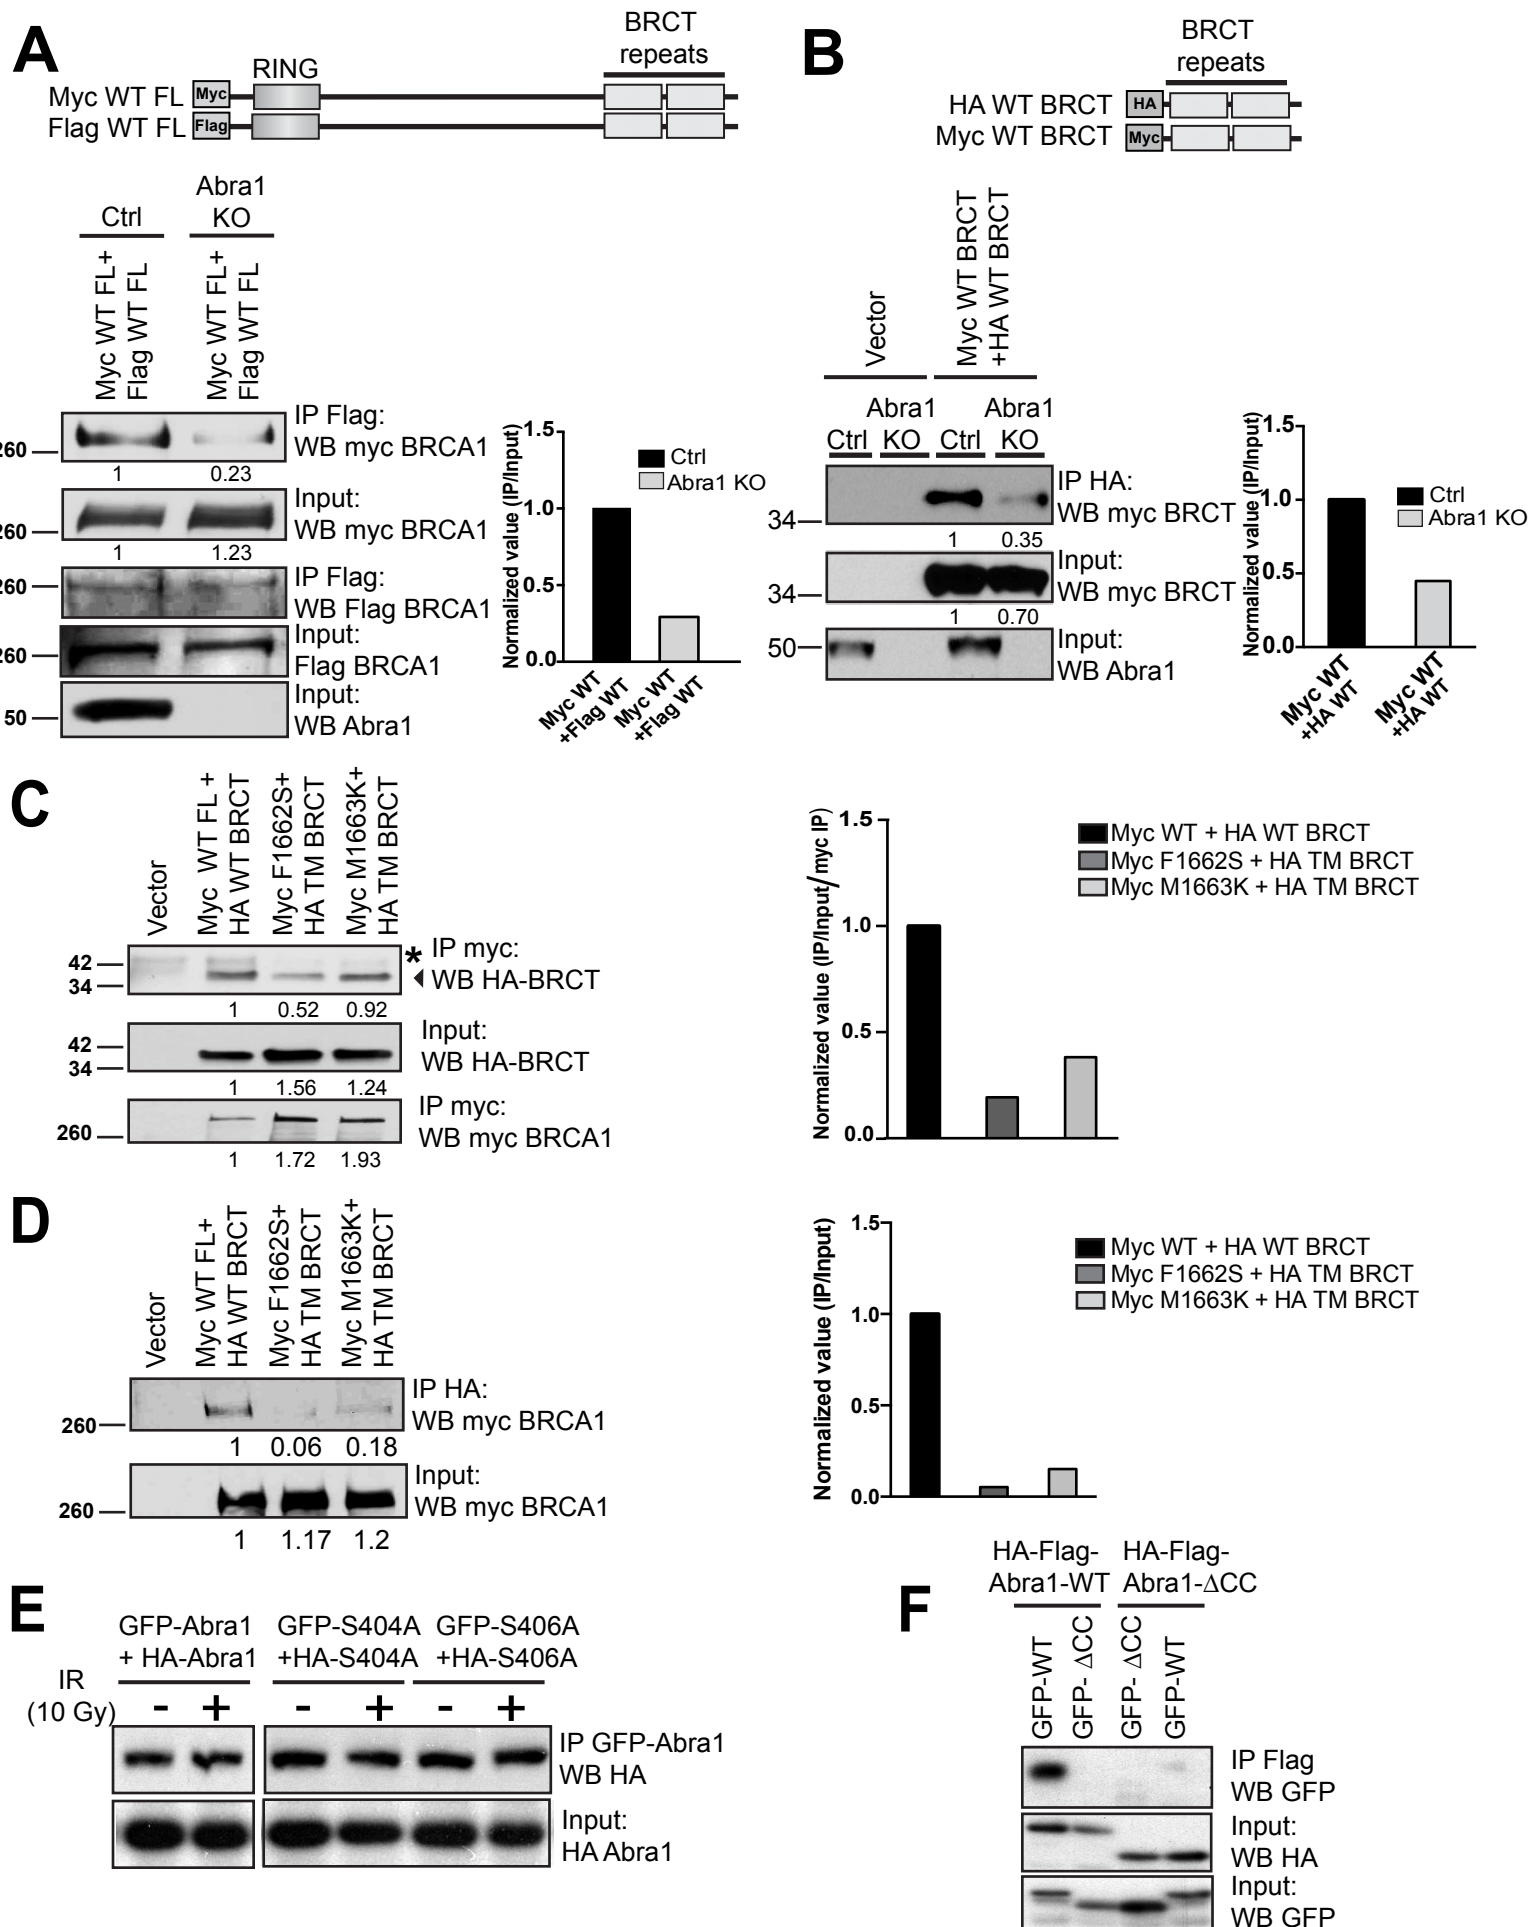 A
BRCT
repeats
RING
Myc WT FL Myc
Flag WT FL Flag
Ctrl
Abra1
KO
Myc WT FL+
Flag WT FL
Myc WT FL+
Flag WT FL
260
IP Flag:
WB myc BRCA1
1 0.23
260
Input:
WB myc BRCA1
1 1.23
260
IP Flag:
WB Flag BRCA1
260
Input:
Flag BRCA1
50
Input:
WB Abra1
Normalized value (IP/Input)
1.5
1.0
0.5
0.0
Ctrl
Abra1 KO
Myc WT
+Flag WT
Myc WT
+Flag WT
B
BRCT
repeats
HA WT BRCT HA
Myc WT BRCT Myc
Vector
Myc WT BRCT
+HA WT BRCT
Ctrl
Abra1
KO
Ctrl
Abra1
KO
34
IP HA:
WB myc BRCT
1 0.35
34
Input:
WB myc BRCT
1 0.70
50
Input:
WB Abra1
Normalized value (IP/Input)
1.5
1.0
0.5
0.0
Ctrl
Abra1 KO
Myc WT
+HA WT
Myc WT
+HA WT
C
Vector
Myc WT FL +
HA WT BRCT
Myc F1662S+
HA TM BRCT
Myc M1663K+
HA TM BRCT
42
34
* IP myc:
WB HA-BRCT
1 0.52 0.92
42
34
Input:
WB HA-BRCT
1 1.56 1.24
260
IP myc:
WB myc BRCA1
1 1.72 1.93
Normalized value (IP/Input/myc IP)
1.5
1.0
0.5
0.0
Myc WT + HA WT BRCT
Myc F1662S + HA TM BRCT
Myc M1663K + HA TM BRCT
D
Vector
Myc WT FL+
HA WT BRCT
Myc F1662S+
HA TM BRCT
Myc M1663K+
HA TM BRCT
260
IP HA:
WB myc BRCA1
1 0.06 0.18
260
Input:
WB myc BRCA1
1 1.17 1.2
Normalized value (IP/Input)
1.5
1.0
0.5
0.0
Myc WT + HA WT BRCT
Myc F1662S + HA TM BRCT
Myc M1663K + HA TM BRCT
E
GFP-Abra1
+ HA-Abra1
GFP-S404A
+HA-S404A
GFP-S406A
+HA-S406A
IR
(10 Gy)
- + - + - +
IP GFP-Abra1
WB HA
Input:
HA Abra1
F
HA-Flag-
Abra1-WT
HA-Flag-
Abra1-ΔCC
GFP-WT
GFP- ΔCC
GFP- ΔCC
GFP-WT
IP Flag
WB GFP
Input:
WB HA
Input:
WB GFP